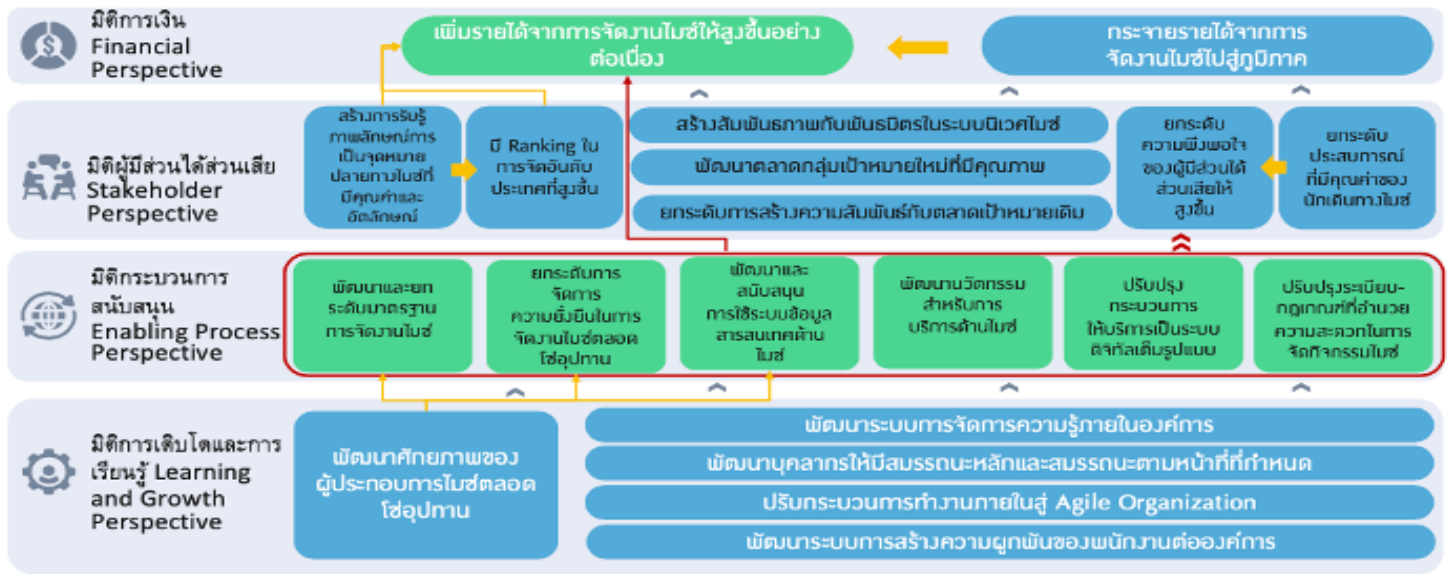 มิติการเงิน
Financial
Perspective
เพิ่มรายได้จากการจัดงานไมซ์ให้สูงขึ้นอย่าง
ต่อเนื่อง
กระจายรายได้จากการ
จัดงานไมซ์ไปสู่ภูมิภาค
มิติผู้มีส่วนได้ส่วนเสีย
Stakeholder
Perspective
สร้างการรับรู้
ภาพลักษณ์การ
เป็นจุดหมาย
ปลายทางไมซ์ที่
มีคุณค่าและ
อัตลักษณ์
มี Ranking ใน
การจัดอันดับ
ประเทศที่สูงขึ้น
สร้างสัมพันธภาพกับพันธมิตรในระบบนิเวศไมซ์
พัฒนาตลาดกลุ่มเป้าหมายใหม่ที่มีคุณภาพ
ยกระดับการสร้างความสัมพันธ์กับตลาดเป้าหมายเดิม
ยกระดับ
ความพึงพอใจ
ของผู้มีส่วนได้
ส่วนเสียให้
สูงขึ้น
ยกระดับ
ประสบการณ์
ที่มีคุณค่าของ
นักเดินทางไมซ์
มิติกระบวนการ
สนับสนุน
Enabling Process
Perspective
พัฒนาและยก
ระดับมาตรฐาน
การจัดงานไมซ์
ยกระดับการ
จัดการ
ความยั่งยืนในการ
จัดงานไมซ์ตลอด
โซ่อุปทาน
พัฒนาและ
สนับสนุน
การใช้ระบบข้อมูล
สารสนเทศด้าน
ไมซ์
พัฒนานวัตกรรม
สำหรับการ
บริการด้านไมซ์
ปรับปรุง
กระบวนการ
ให้บริการเป็นระบบ
ดิจิทัลเต็มรูปแบบ
ปรับปรุงระเบียบ-
กฎเกณฑ์ที่อำนวย
ความสะดวกในการ
จัดกิจกรรมไมซ์
มิติการเติบโตและการ
เรียนรู้ Learning
and Growth
Perspective
พัฒนาศักยภาพของ
ผู้ประกอบการไมซ์ตลอด
โซ่อุปทาน
พัฒนาระบบการจัดการความรู้ภายในองค์การ
พัฒนาบุคลากรให้มีสมรรถนะหลักและสมรรถนะตามหน้าที่ที่กำหนด
ปรับกระบวนการทำงานภายในสู่ Agile Organization
พัฒนาระบบการสร้างความผูกพันของพนักงานต่อองค์การ